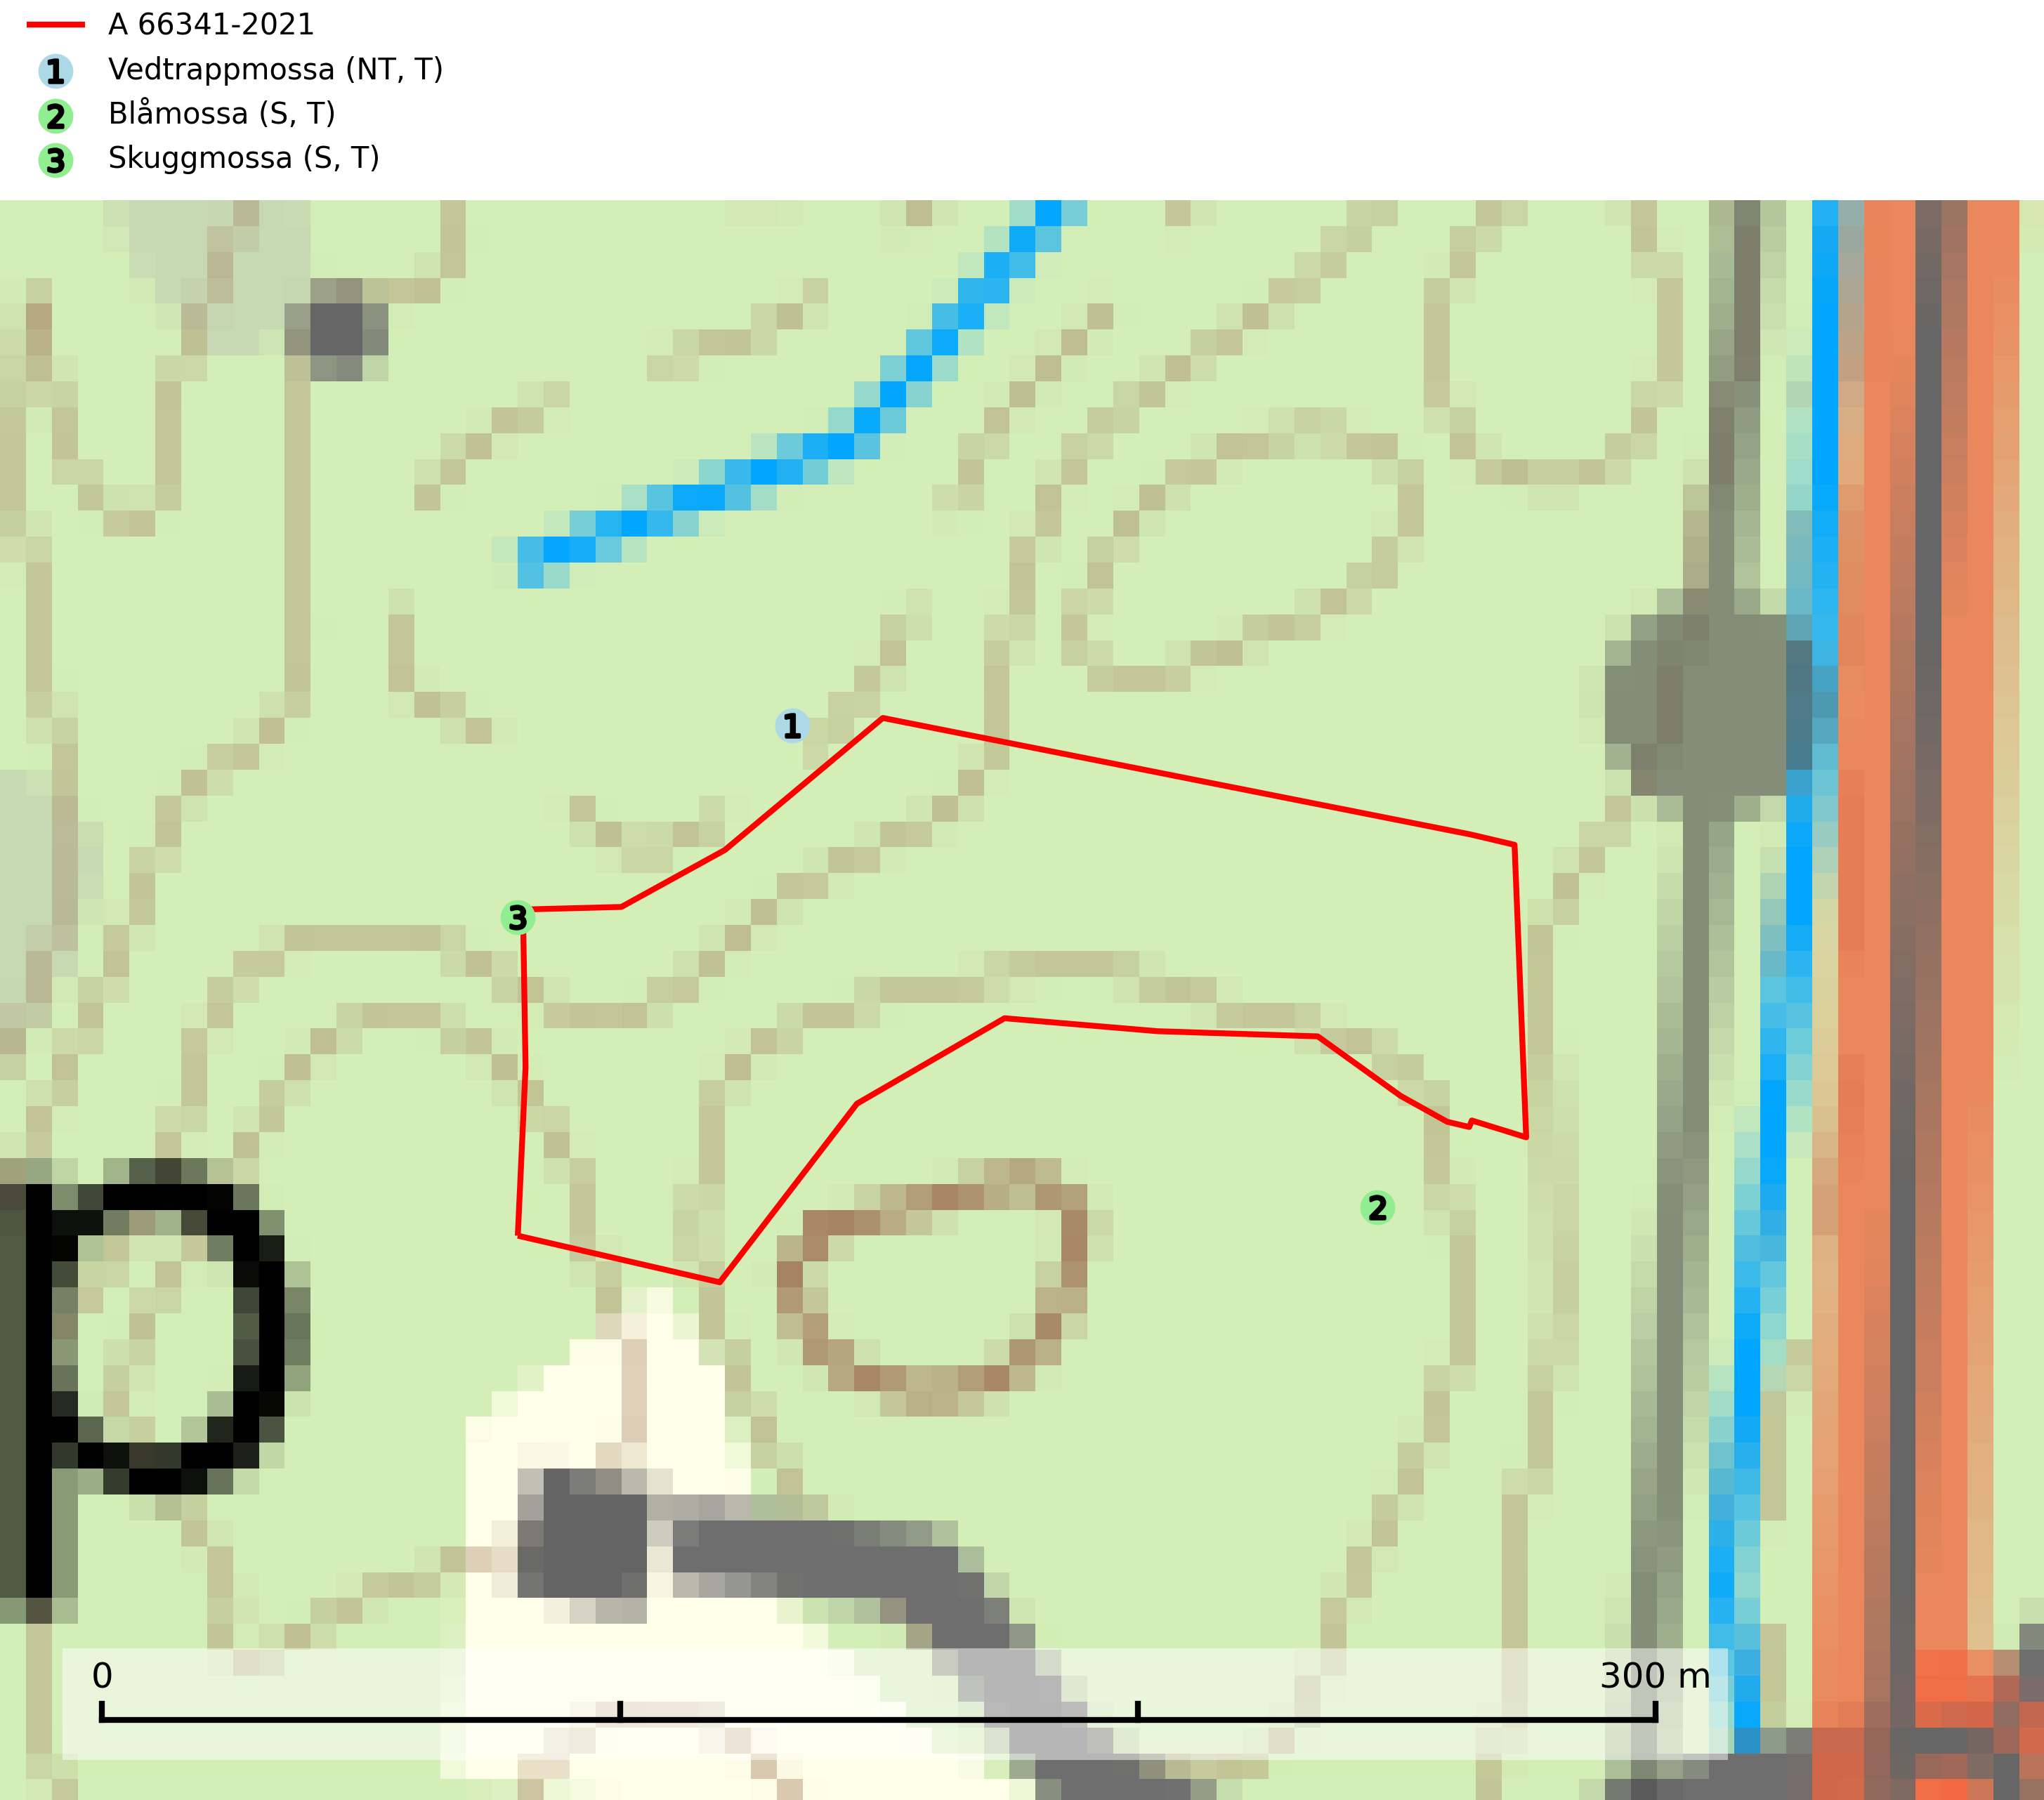 A 66341-2021
1 Vedtrappmossa (NT, T)
2 Blåmossa (S, T)
3 Skuggmossa (S, T)
1
3
2
0 300 m